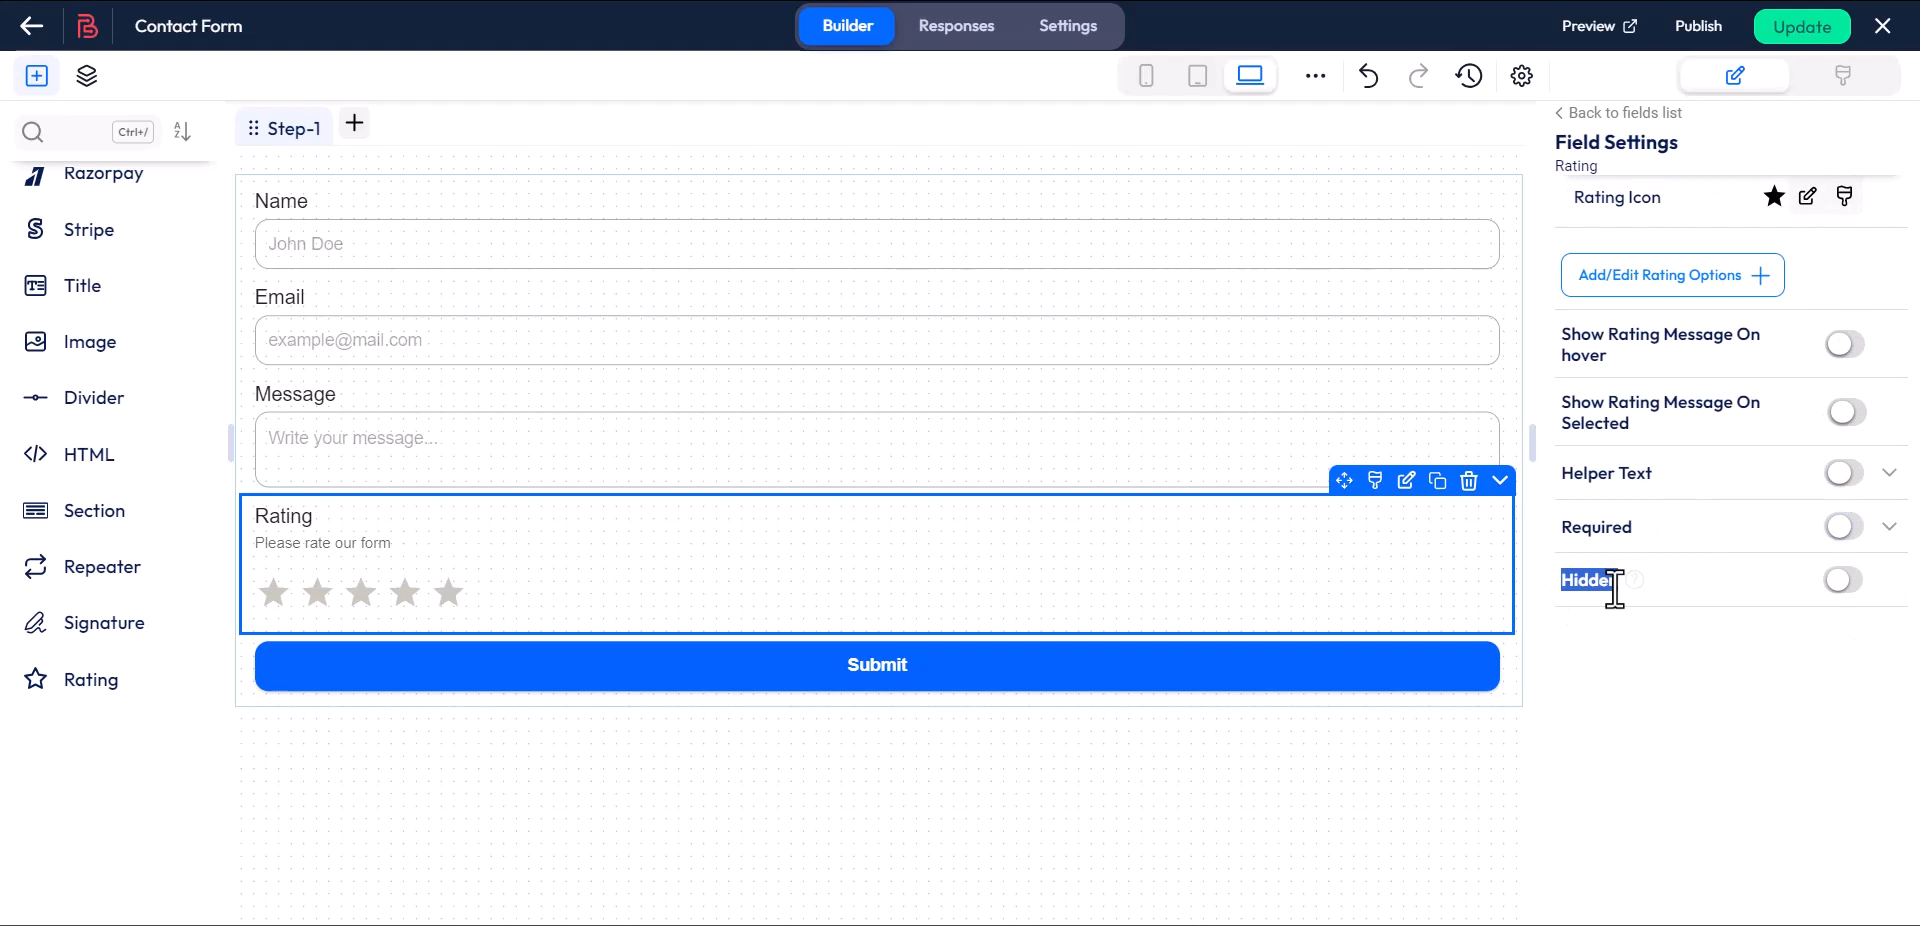 Contact Form
Builder
Responses
Settings
Preview
Publish
Update
Ctrl+/
Step-1
Back to fields list
Field Settings
Rating
Razorpay
Stripe
Title
Image
Divider
HTML
Section
Repeater
Signature
Rating
Name
John Doe
Email
example@mail.com
Message
Write your message...
Rating
Please rate our form
Submit
Rating Icon
Add/Edit Rating Options
Show Rating Message On
hover
Show Rating Message On
Selected
Helper Text
Required
Hidden